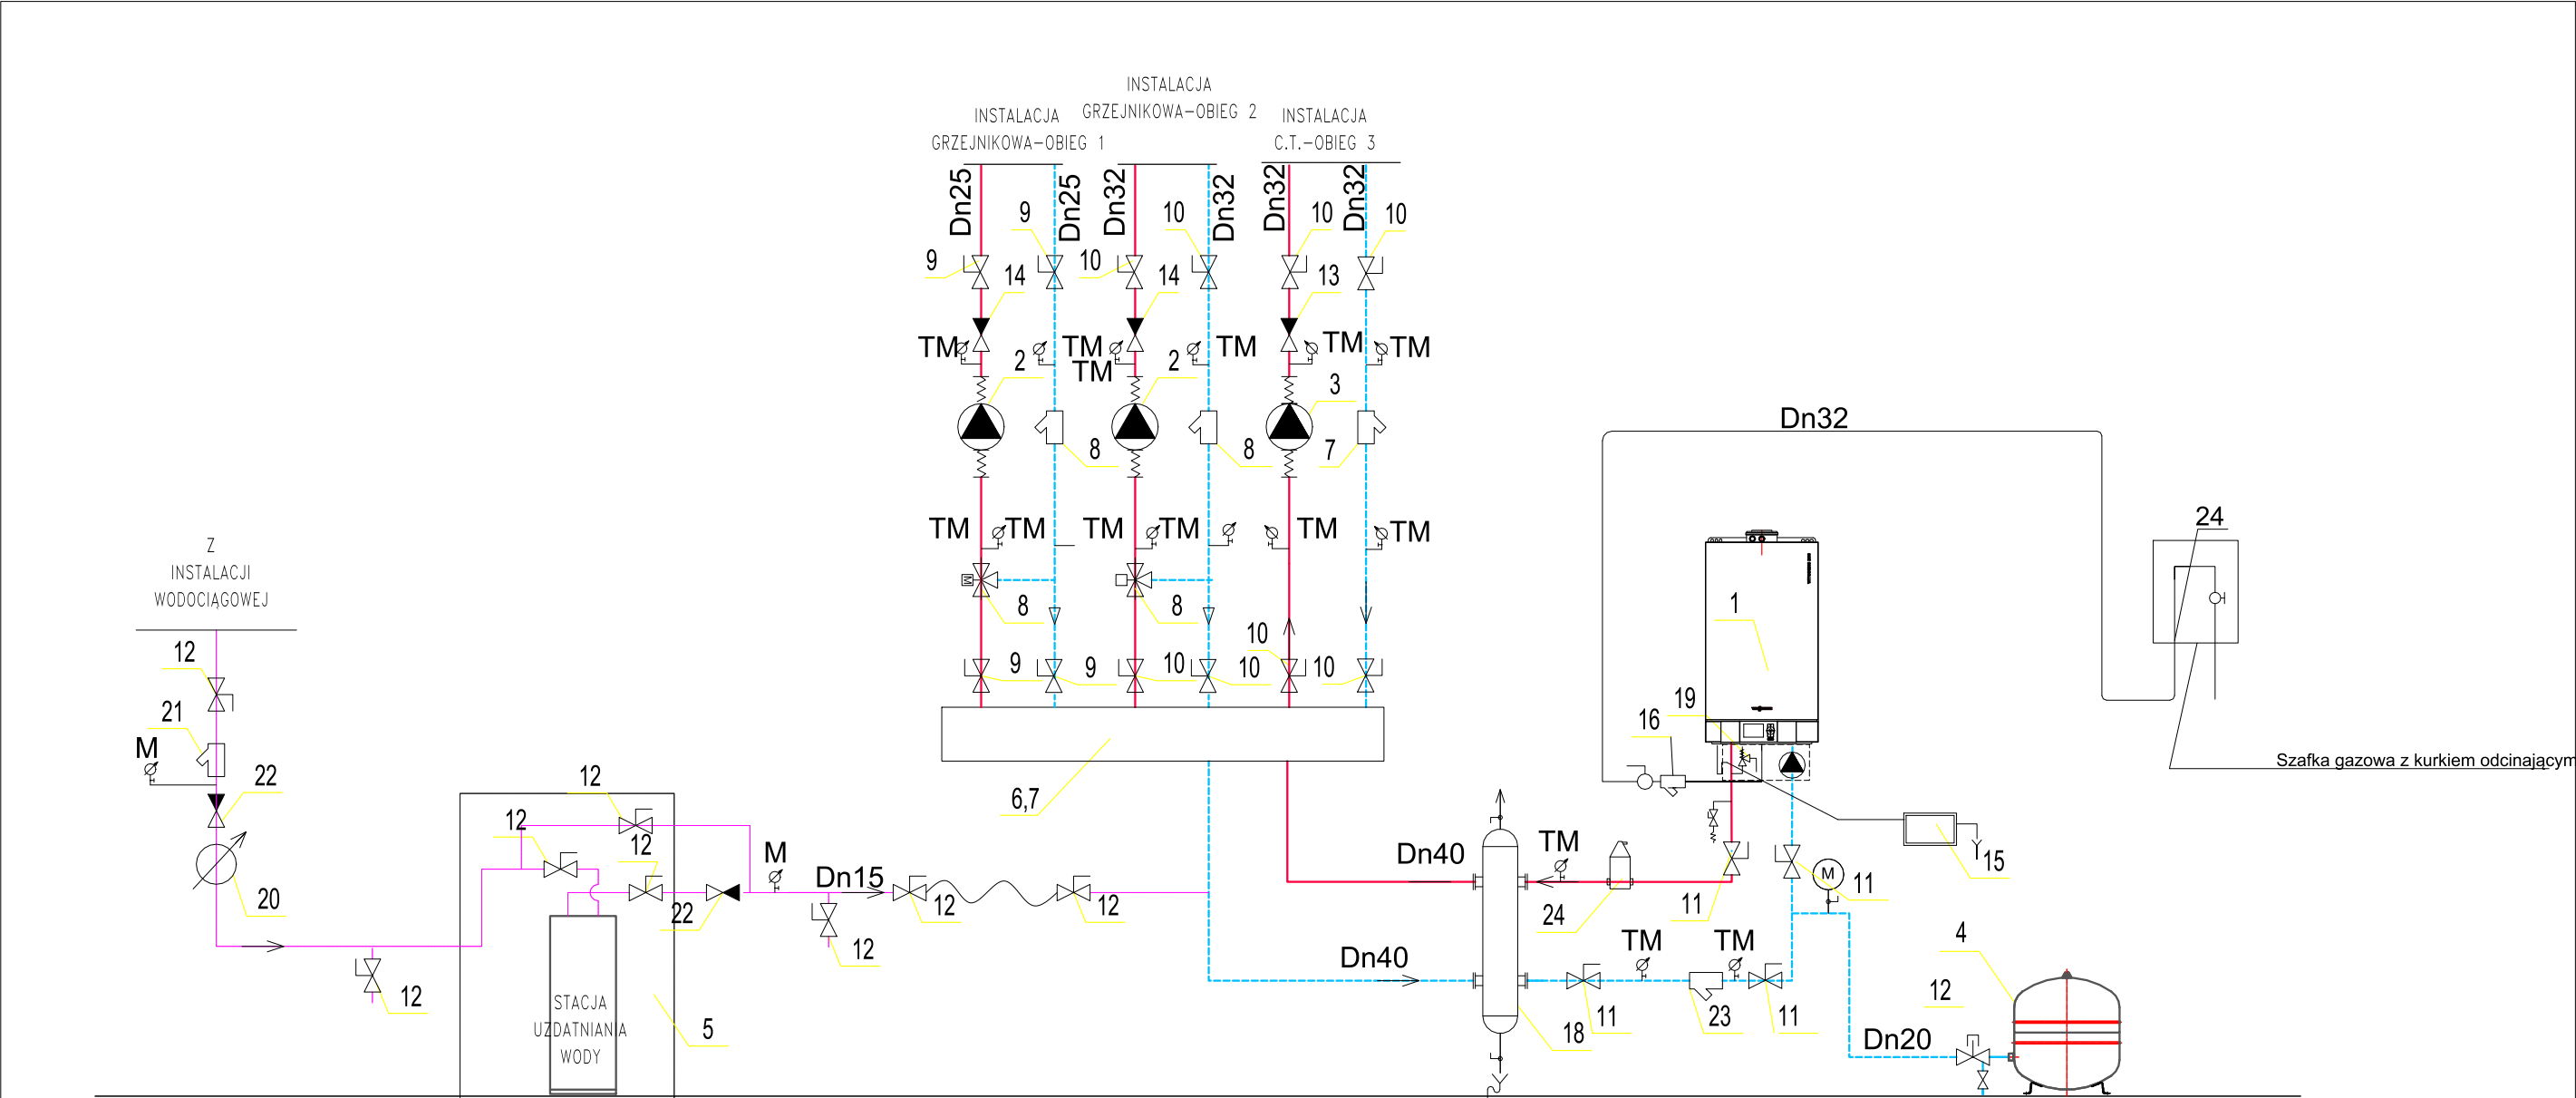 INSTALACJA
GRZEJNIKOWA-OBIEG 1
INSTALACJA
GRZEJNIKOWA-OBIEG 2
INSTALACJA
C.T.-OBIEG 3
Dn25
Dn25
Dn32
Dn32
Dn32
Dn32
9
9
10
10
10
10
14
14
13
TM
TM
TM
TM
TM
TM
2
2
3
8
8
7
TM
TM
TM
TM
TM
TM
M
8
8
9
9
10
10
10
10
6,7
Z
INSTALACJI
WODOCIĄGOWEJ
12
21
M
22
20
12
12
12
12
22
M
Dn15
12
12
12
STACJA
UZDATNIANIA
WODY
5
Dn40
Dn40
TM
24
11
11
M
18
11
TM
23
TM
11
Dn32
1
19
16
15
24
Szafka gazowa z kurkiem odcinającym
4
12
Dn20